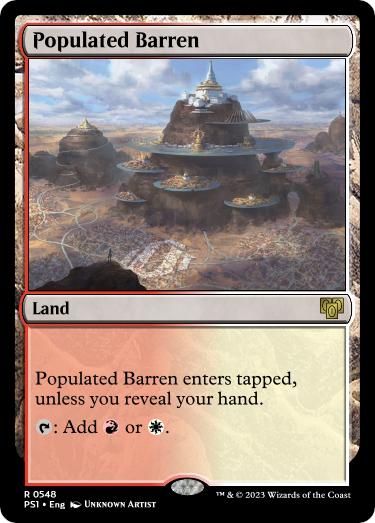 Populated Barren
Land
Populated Barren enters tapped,
unless you reveal your hand.
: Add or .
R 0548
PS1 • Eng Unknown Artist
™ & © 2023 Wizards of the Coast